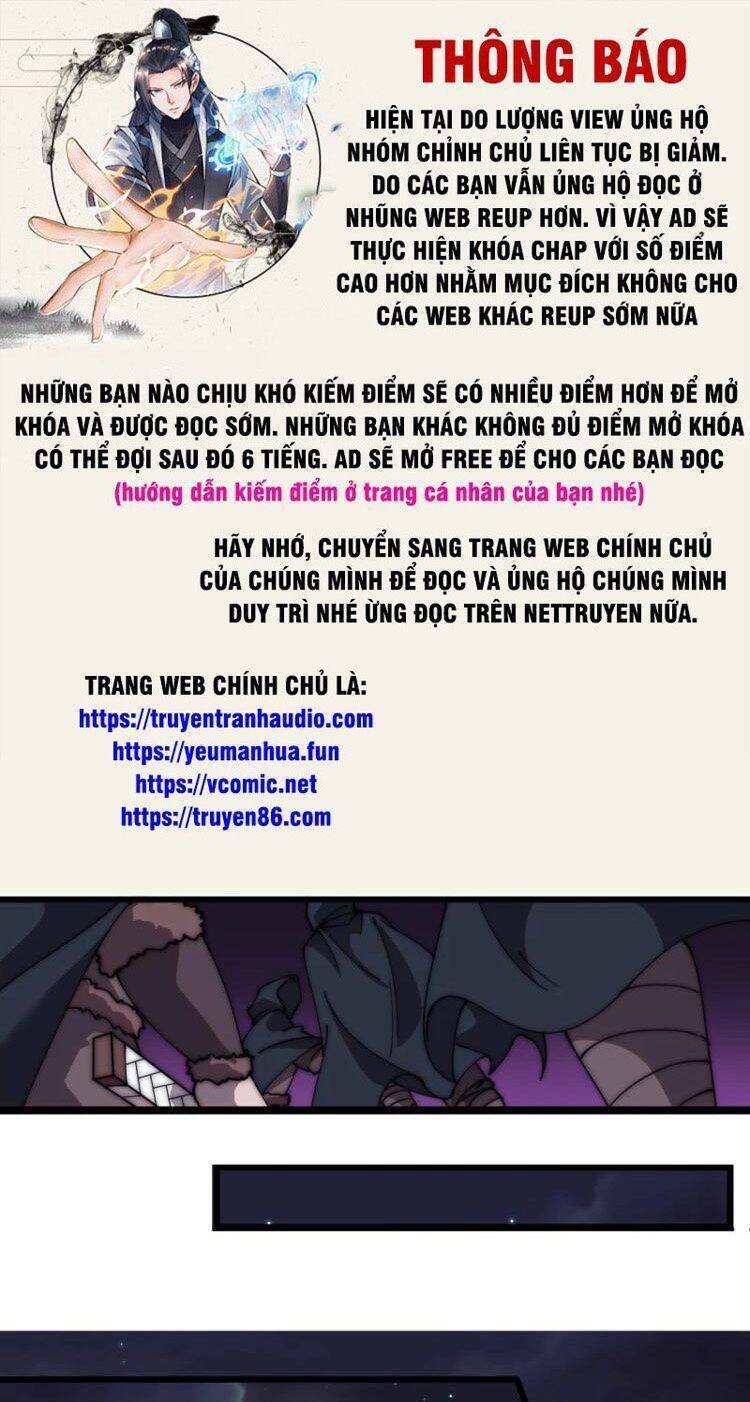 THÔNG BÁO
HIỆN TẠI DO LƯỢNG VIEW ỦNG HỘ
NHÓM CHỈNH CHỦ LIÊN TỤC BỊ GIẢM.
DO CÁC BẠN VẪN ỦNG HỘ ĐỌC Ở
NHŨNG WEB REUP HƠN. VÌ VẬY AD SẼ
THỰC HIỆN KHÓA CHAP VỚI SỐ ĐIỂM
CAO HƠN NHẰM MỤC ĐÍCH KHÔNG CHO
CÁC WEB KHÁC REUP SỚM NỮA
NHỮNG BẠN NÀO CHỊU KHÓ KIẾM ĐIỂM SẼ CÓ NHIỀU ĐIỂM HƠN ĐỂ MỞ
KHÓA VÀ ĐƯỢC ĐỌC SỚM. NHỮNG BẠN KHÁC KHÔNG ĐỦ ĐIỂM MỞ KHÓA
CÓ THỂ ĐỢI SAU ĐÓ 6 TIẾNG. AD SẼ MỞ FREE ĐỂ CHO CÁC BẠN ĐỌC
(hướng dẫn kiếm điểm ở trang cá nhân của bạn nhé)
HÃY NHỚ, CHUYỂN SANG TRANG WEB CHÍNH CHỦ
CỦA CHÚNG MÌNH ĐỂ ĐỌC VÀ ỦNG HỘ CHÚNG MÌNH
DUY TRÌ NHÉ ỪNG ĐỌC TRÊN NETTRUYEN NỮA.
TRANG WEB CHÍNH CHỦ LÀ:
https://truyentranhaudio.com
https://yeumanhua.fun
https://vcomic.net
https://truyen86.com